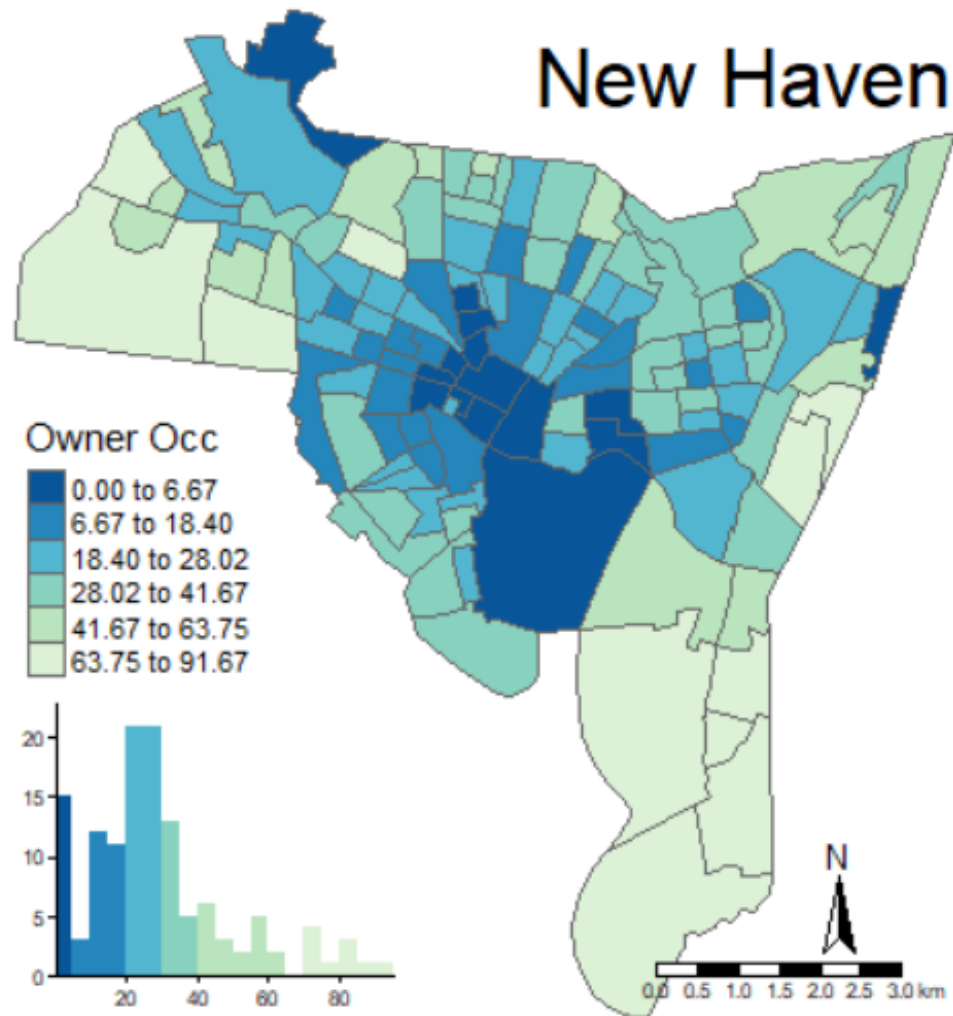 New Haven
Owner Occ
0.00 to 6.67
6.67 to 18.40
18.40 to 28.02
28.02 to 41.67
41.67 to 63.75
63.75 to 91.67
20
15
10
5
0
20 40 60 80
N
0.0 0.5 1.0 1.5 2.0 2.5 3.0 km